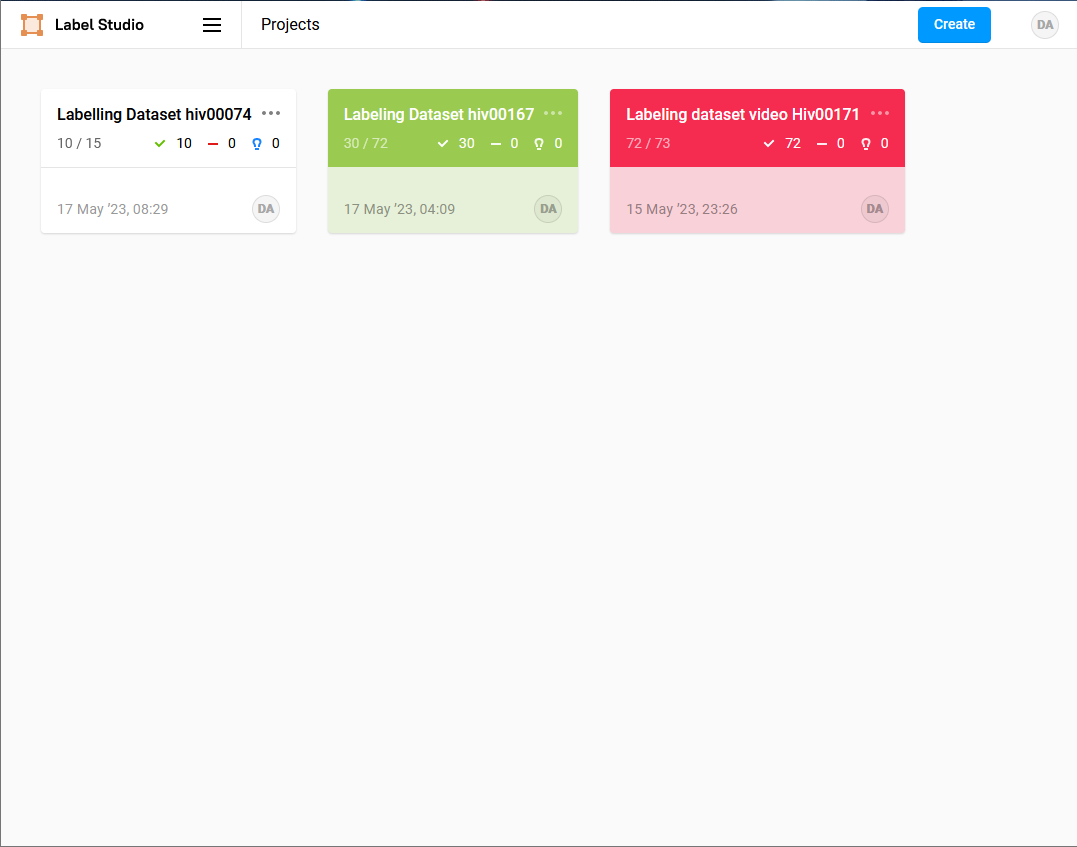 Label Studio
Projects
Create
DA
Labelling Dataset hiv00074
10 / 15
10
0
0
17 May ’23, 08:29
DA
Labeling Dataset hiv00167
30 / 72
30
0
0
17 May ’23, 04:09
DA
Labeling dataset video Hiv00171
72 / 73
72
0
0
15 May ’23, 23:26
DA